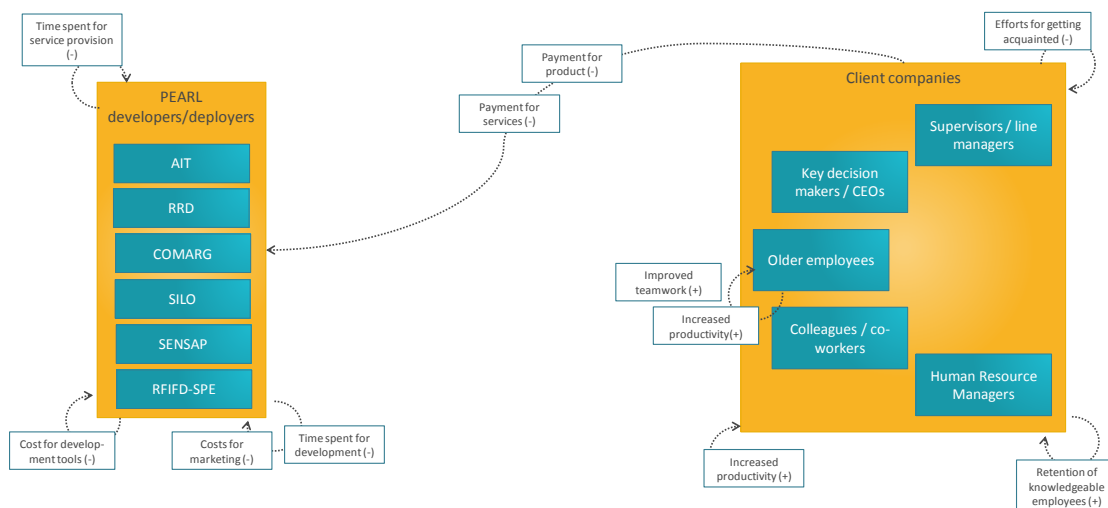 Time spent for
service provision
(-)
PEARL
developers/deployers
AIT
RRD
COMARG
SILO
SENSAP
RFIFD-SPE
Cost for develop-
ment tools (-)
Costs for
marketing (-)
Time spent for
development (-)
Payment for
product (-)
Payment for
services (-)
Efforts for getting
acquainted (-)
Client companies
Supervisors / line
managers
Key decision
makers / CEOs
Older employees
Improved
teamwork (+)
Increased
productivity(+)
Colleagues / co-
workers
Human Resource
Managers
Increased
productivity (+)
Retention of
knowledgeable
employees (+)